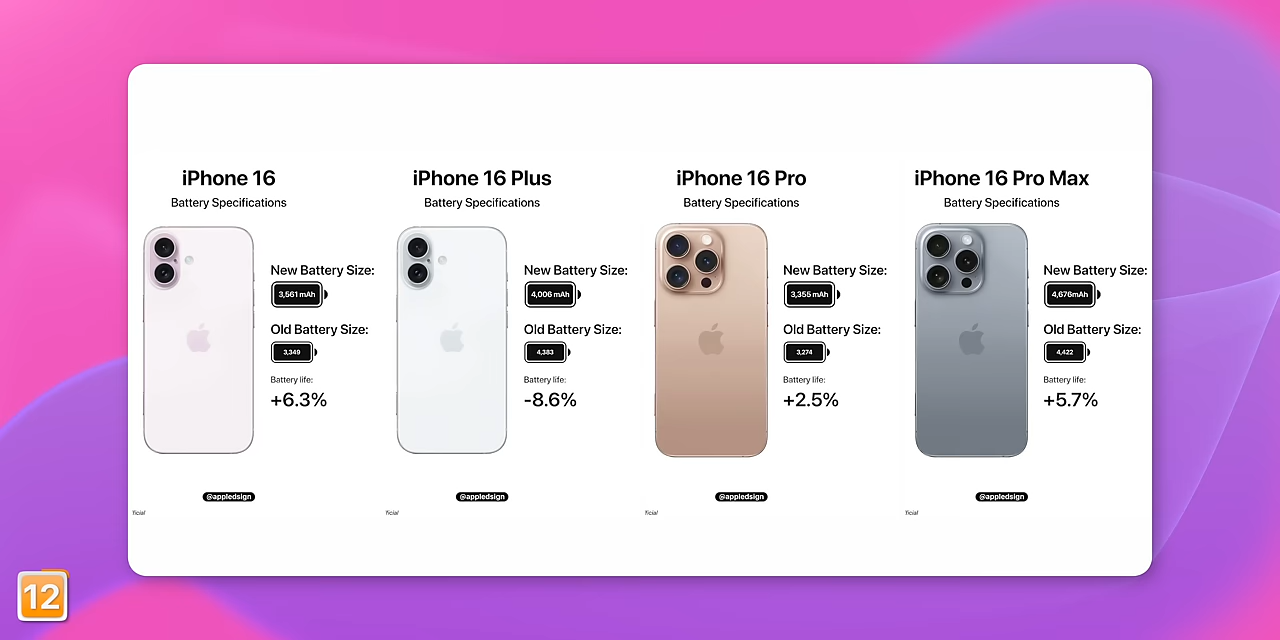 iPhone 16
Battery Specifications
New Battery Size:
3,561 mAh
Old Battery Size:
3,349
Battery life:
+6.3%
@appledsign
ficial
iPhone 16 Plus
Battery Specifications
New Battery Size:
4,006 mAh
Old Battery Size:
4,383
Battery life:
-8.6%
@appledsign
ficial
iPhone 16 Pro
Battery Specifications
New Battery Size:
3,355 mAh
Old Battery Size:
3,274
Battery life:
+2.5%
@appledsign
ficial
iPhone 16 Pro Max
Battery Specifications
New Battery Size:
4,676mAh
Old Battery Size:
4,422
Battery life:
+5.7%
@appledsign
ficial
12